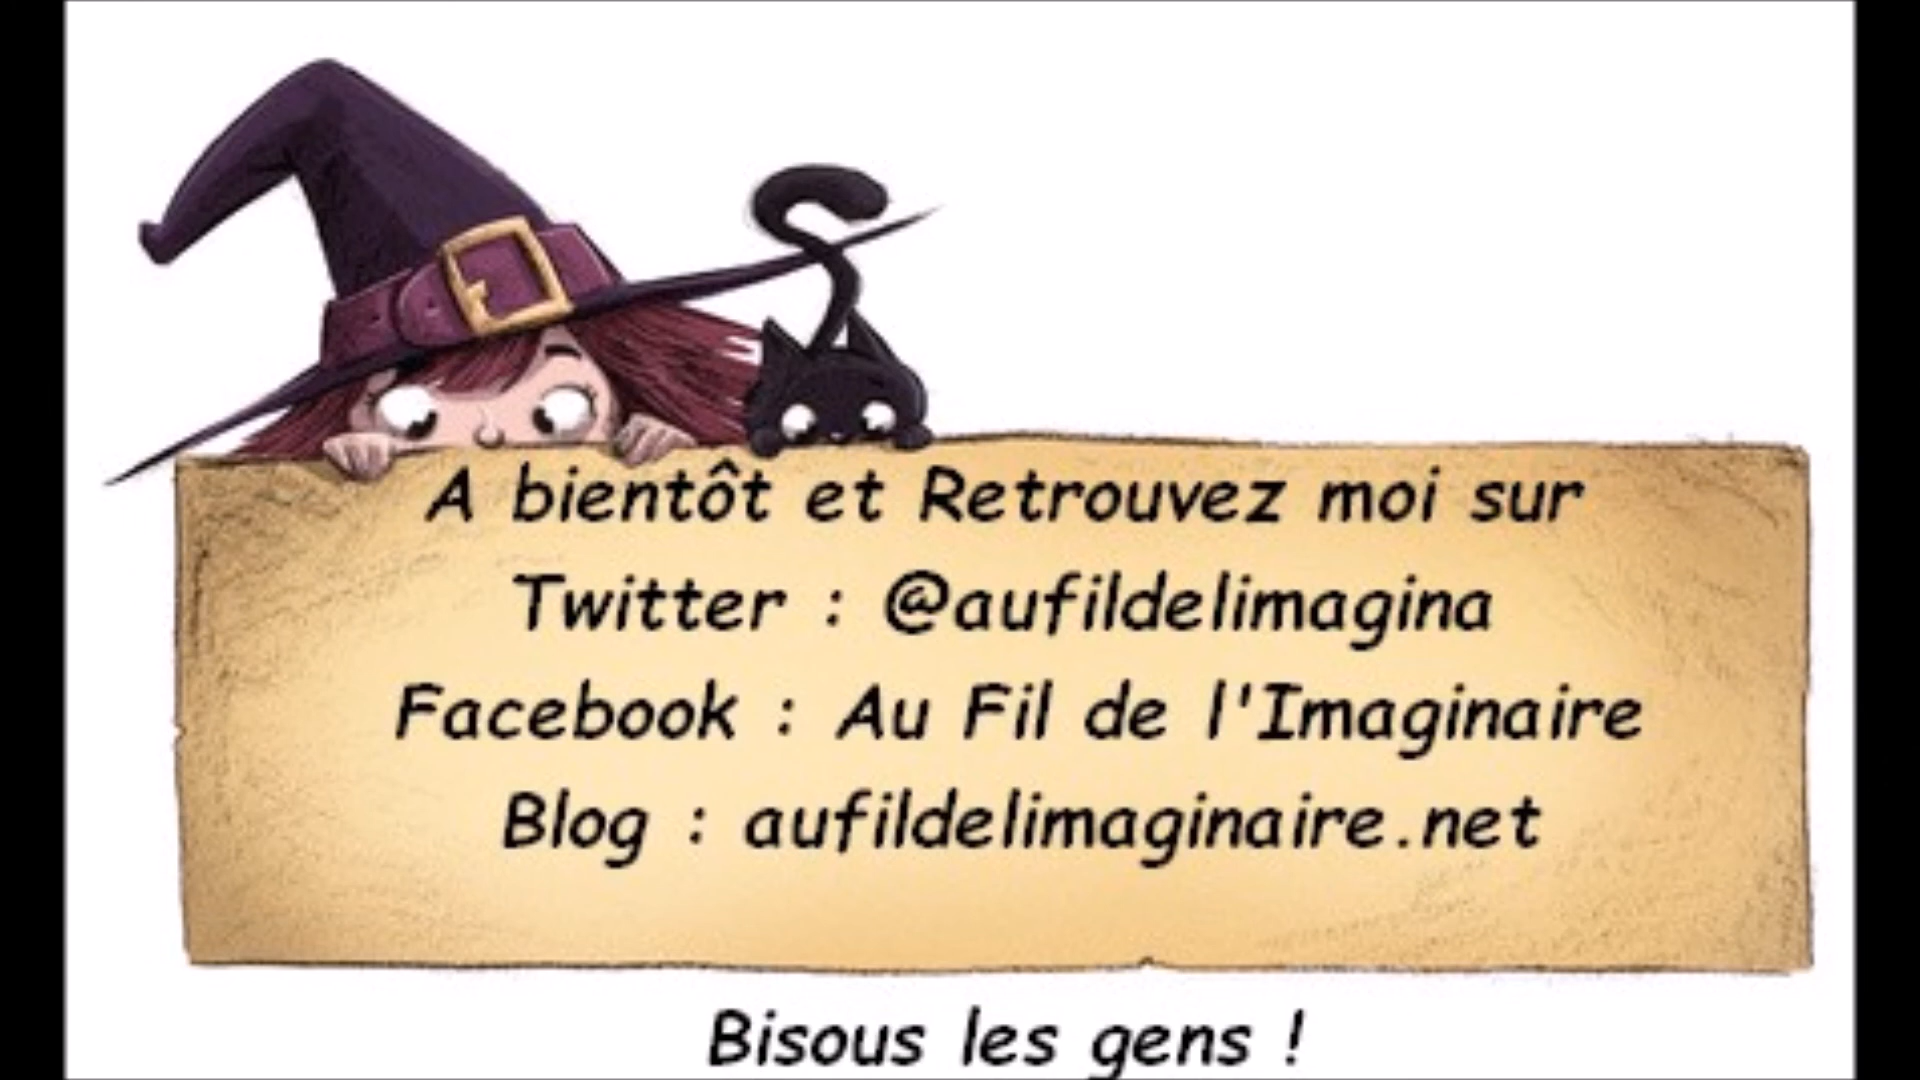 A bientôt et Retrouvez moi sur
Twitter : @aufildelimagina
Facebook : Au Fil de l'Imaginaire
Blog : aufildelimaginaire.net
Bisous les gens !